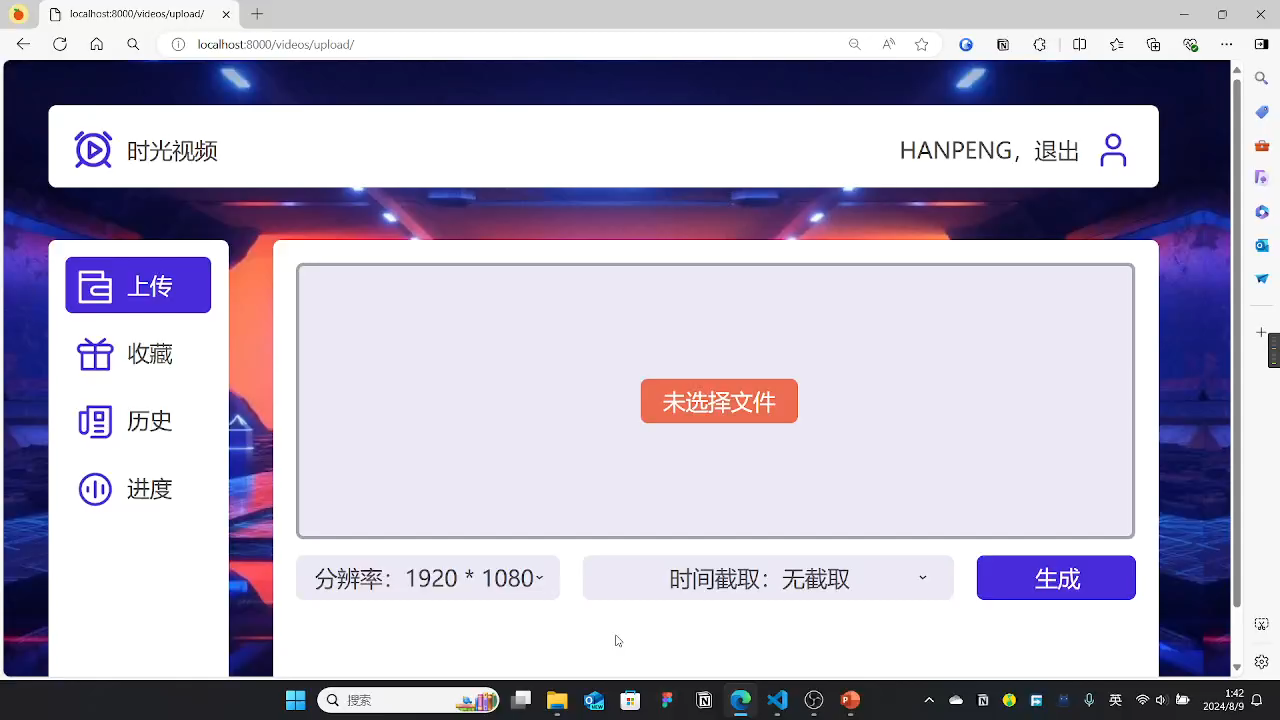 localhost:8000/videos/upload/
localhost:8000/videos/upload/
时光视频
HANPENG，退出
上传
收藏
历史
进度
未选择文件
分辨率：1920 * 1080
时间截取：无截取
生成
搜索
英
1:42
2024/8/9